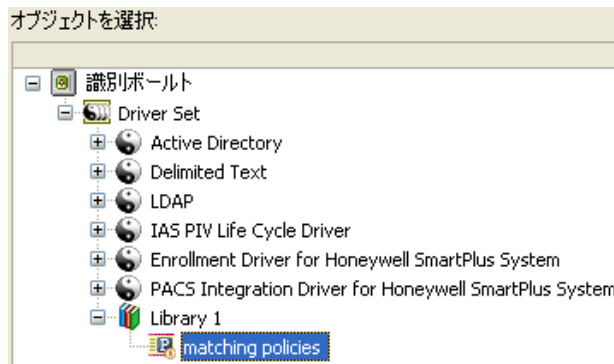 オブジェクトを選択:
識別ボールト
Driver Set
Active Directory
Delimited Text
LDAP
IAS PIV Life Cycle Driver
Enrollment Driver for Honeywell SmartPlus System
PACS Integration Driver for Honeywell SmartPlus System
Library 1
matching policies